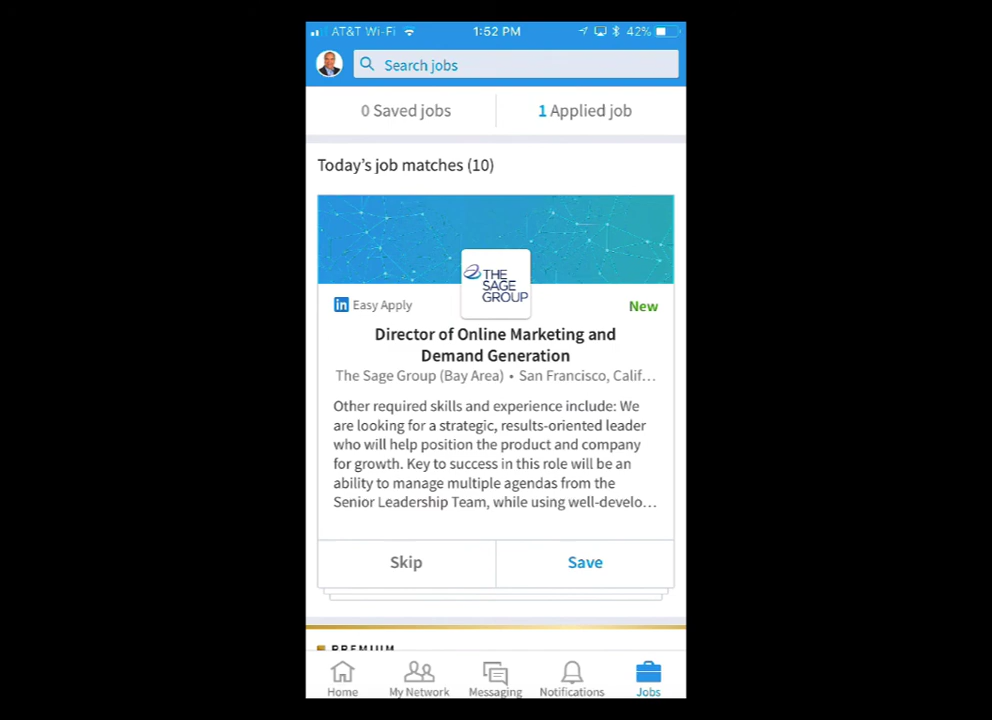 AT&T Wi-Fi 1:52 PM 42%
Search jobs
0 Saved jobs 1 Applied job
Today's job matches (10)
THE
SAGE
GROUP
in Easy Apply New
Director of Online Marketing and
Demand Generation
The Sage Group (Bay Area) • San Francisco, Calif...
Other required skills and experience include: We
are looking for a strategic, results-oriented leader
who will help position the product and company
for growth. Key to success in this role will be an
ability to manage multiple agendas from the
Senior Leadership Team, while using well-develo...
Skip Save
PREMIUM
Home My Network Messaging Notifications Jobs